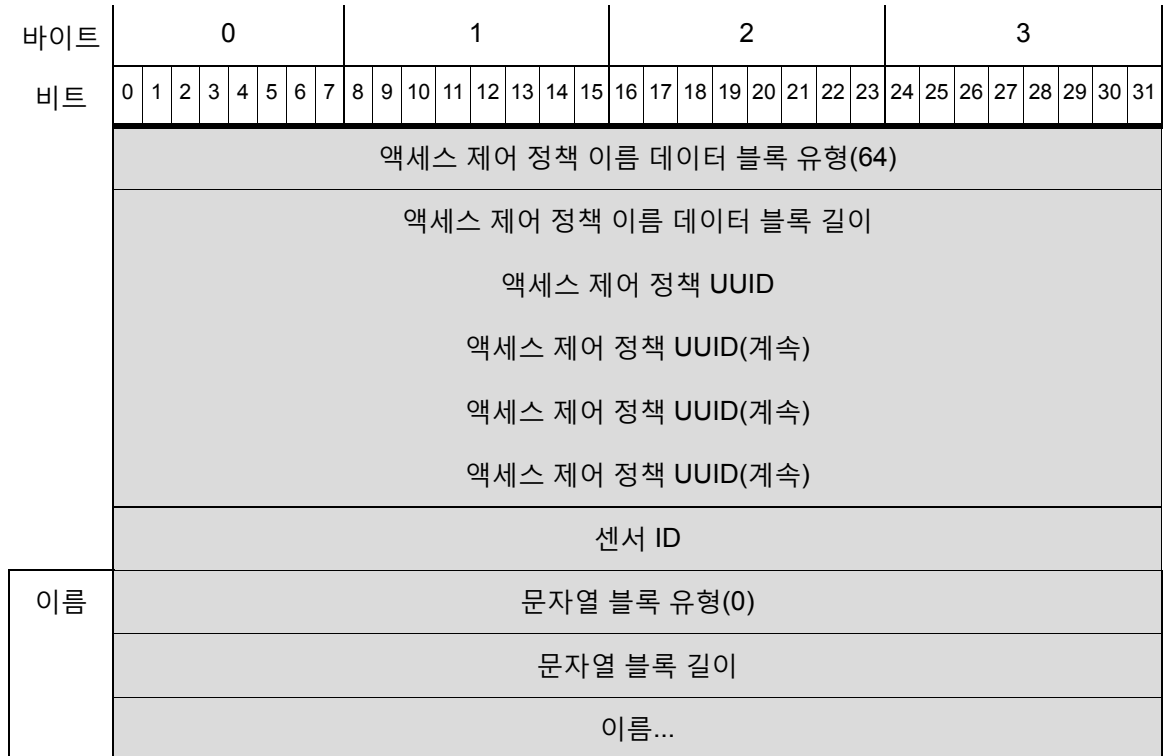 바이트 0 1 2 3
비트 0 1 2 3 4 5 6 7 8 9 10 11 12 13 14 15 16 17 18 19 20 21 22 23 24 25 26 27 28 29 30 31
액세스 제어 정책 이름 데이터 블록 유형(64)
액세스 제어 정책 이름 데이터 블록 길이
액세스 제어 정책 UUID
액세스 제어 정책 UUID(계속)
액세스 제어 정책 UUID(계속)
액세스 제어 정책 UUID(계속)
센서 ID
이름 문자열 블록 유형(0)
문자열 블록 길이
이름...